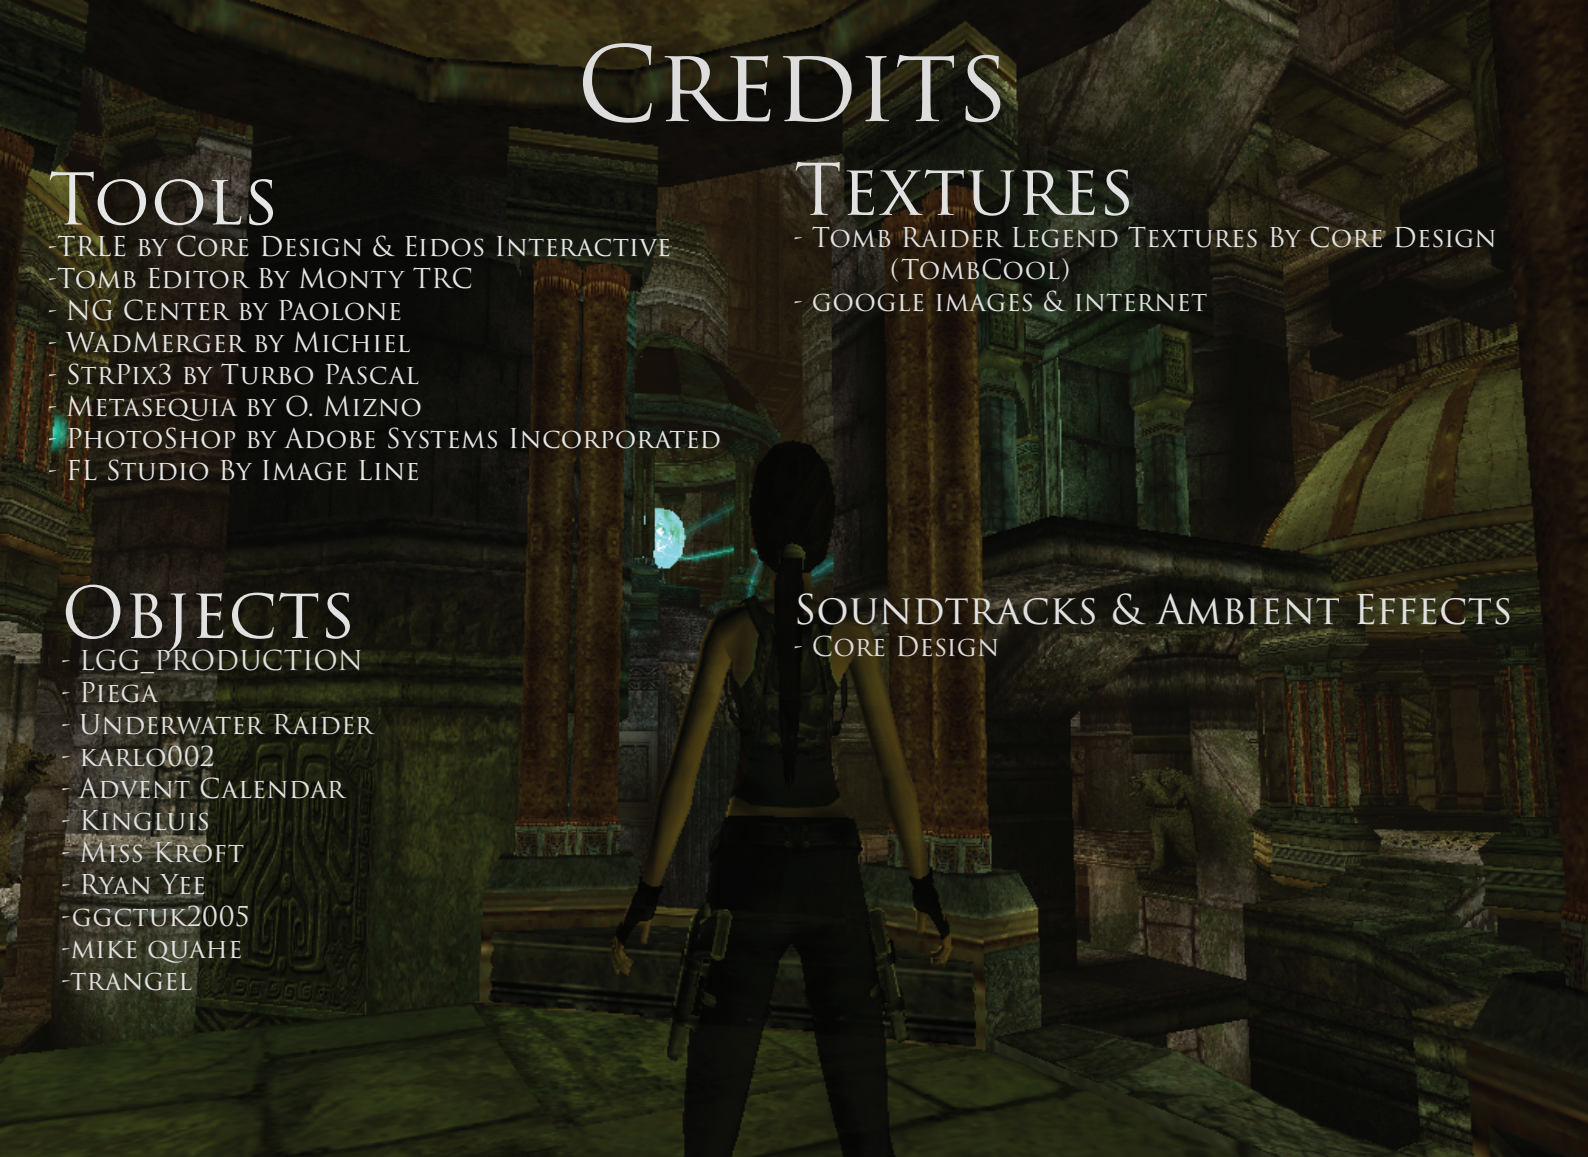 Credits
Tools
-TRLE by Core Design & Eidos Interactive
-Tomb Editor By Monty TRC
- NG Center by Paolone
- WadMerger by Michiel
- StrPix3 by Turbo Pascal
- Metasequia by O. Mizno
- PhotoShop by Adobe Systems Incorporated
- FL Studio By Image Line
Objects
- LGG_production
- Piega
- Underwater Raider
- karlo002
- Advent Calendar
- Kingluis
- Miss Kroft
- Ryan Yee
-ggctuk2005
-mike quahe
-trangel
Textures
- Tomb Raider Legend Textures By Core Design
(TombCool)
- google images & internet
Soundtracks & Ambient Effects
- Core Design